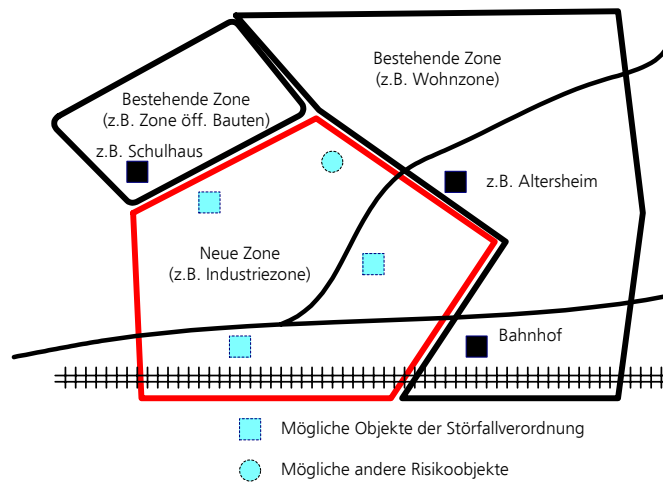 Bestehende Zone
(z.B. Wohnzone)
Bestehende Zone
(z.B. Zone öff. Bauten)
z.B. Schulhaus
z.B. Altersheim
Neue Zone
(z.B. Industriezone)
Bahnhof
Mögliche Objekte der Störfallverordnung
Mögliche andere Risikoobjekte